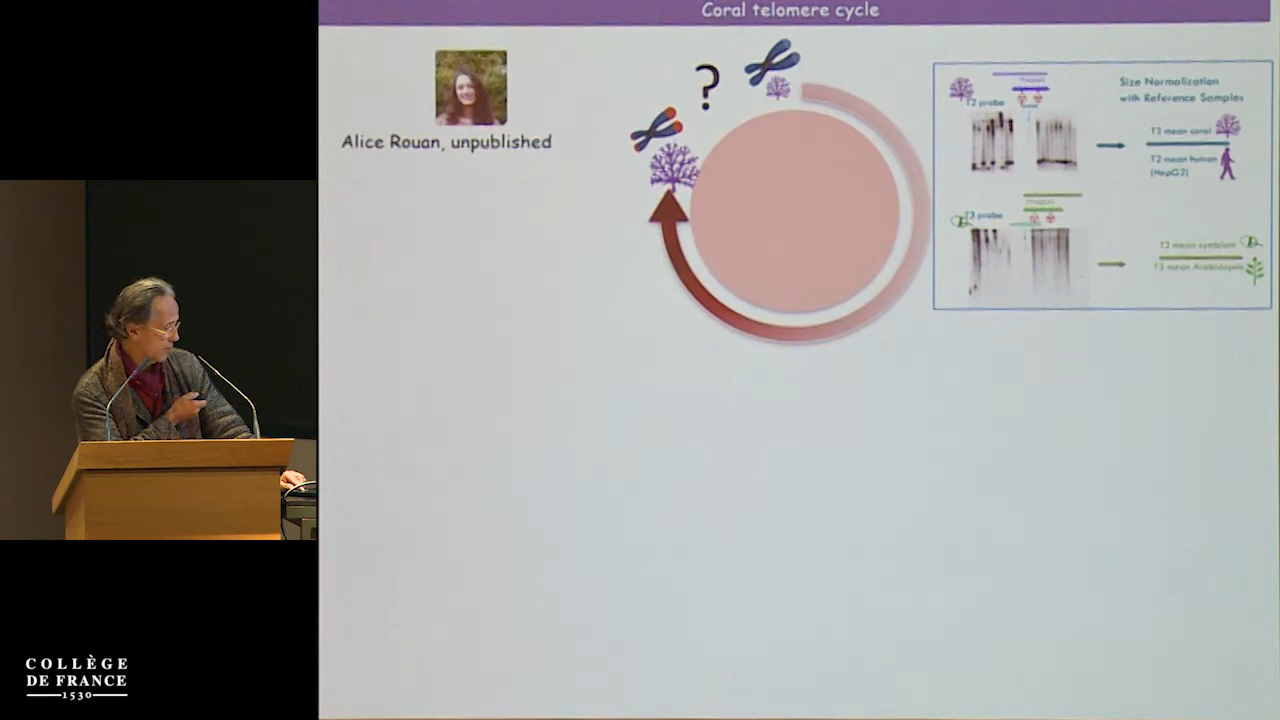 Coral telomere cycle
Alice Rouan, unpublished
?
T2 probe
Size Normalization
with Reference Samples
T2 mean coral
T2 mean human
(HepG2)
T3 probe
T3 mean symbiont
T3 mean Arabidopsis
COLLÈGE
DE FRANCE
1530